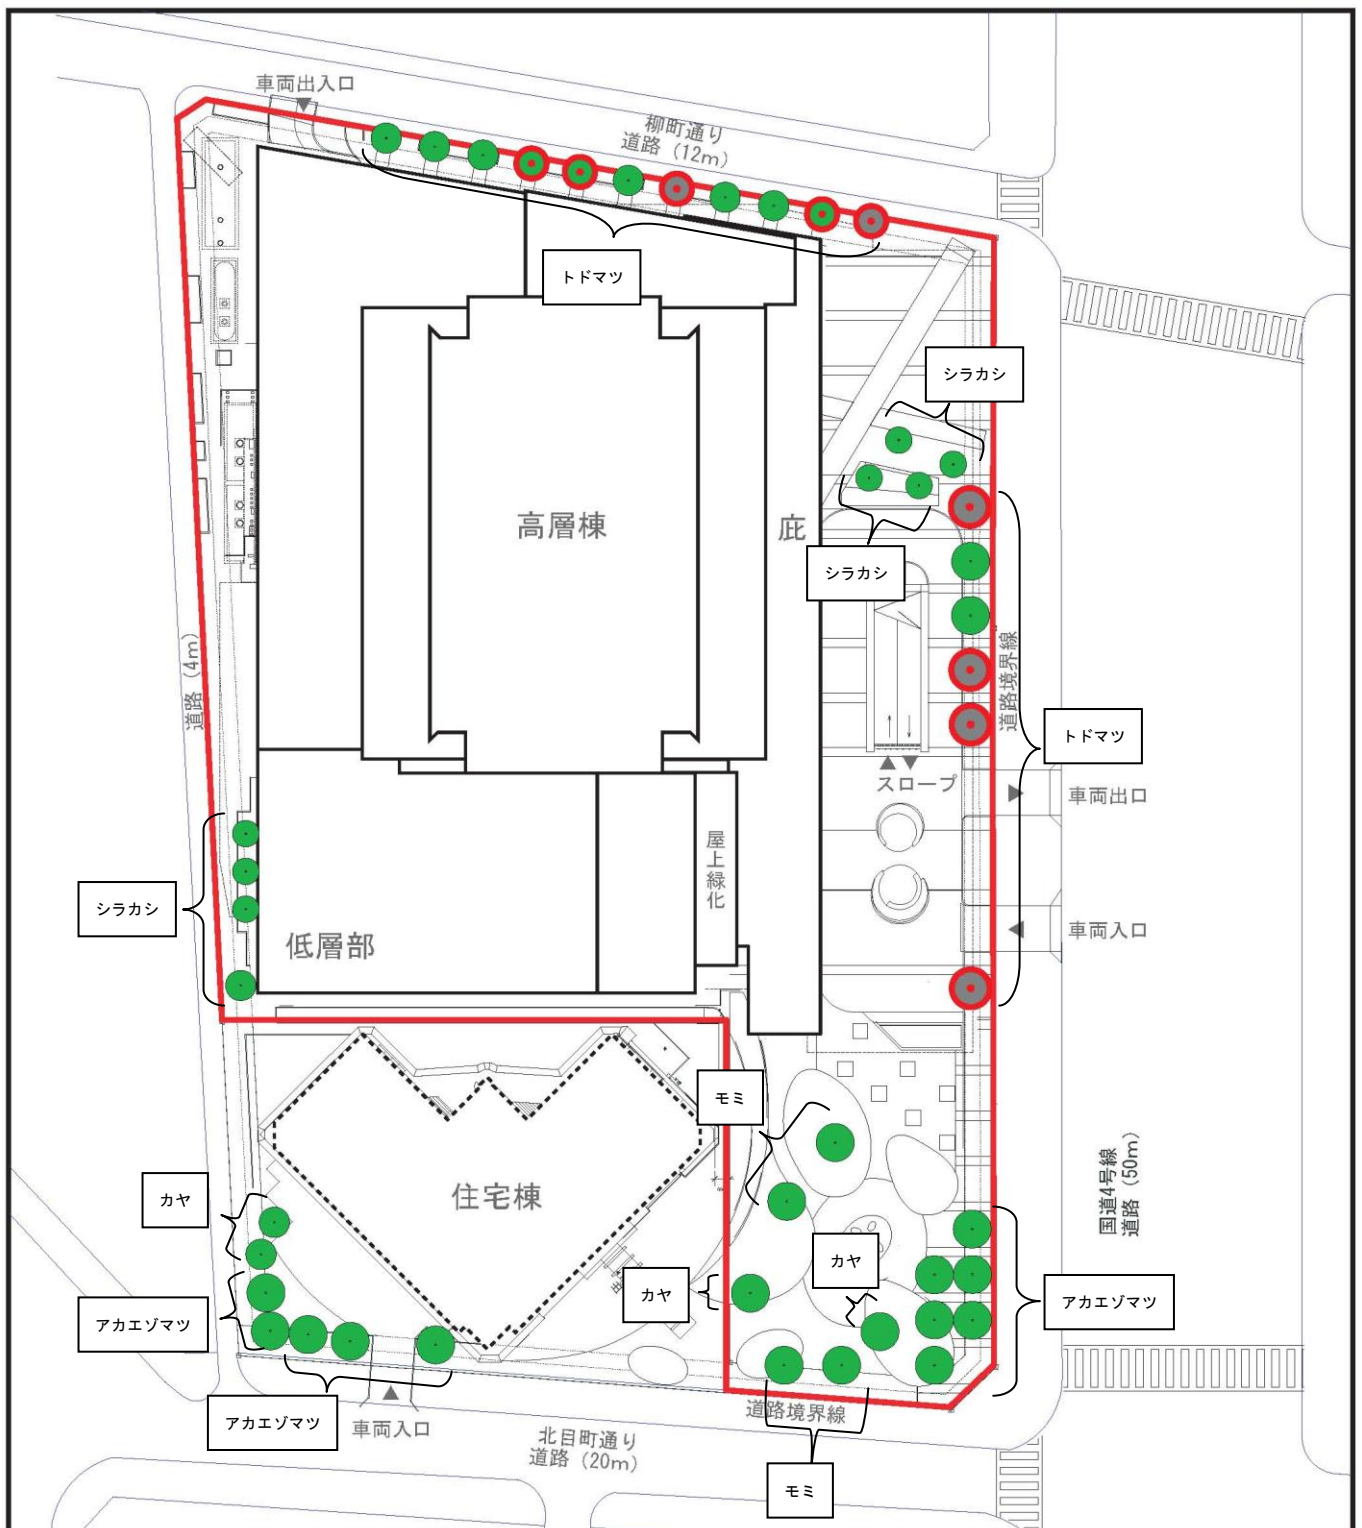 車両出入口
柳町通り
道路（12m）
トドマツ
シラカシ
高層棟
庇
シラカシ
道路（4m）
道路境界線
トドマツ
スロープ
車両出口
屋上緑化
シラカシ
車両入口
低層部
モミ
カヤ
住宅棟
国道4号線
道路（50m）
カヤ
カヤ
アカエゾマツ
アカエゾマツ
アカエゾマツ
車両入口
道路境界線
北目町通り
道路（20m）
モミ